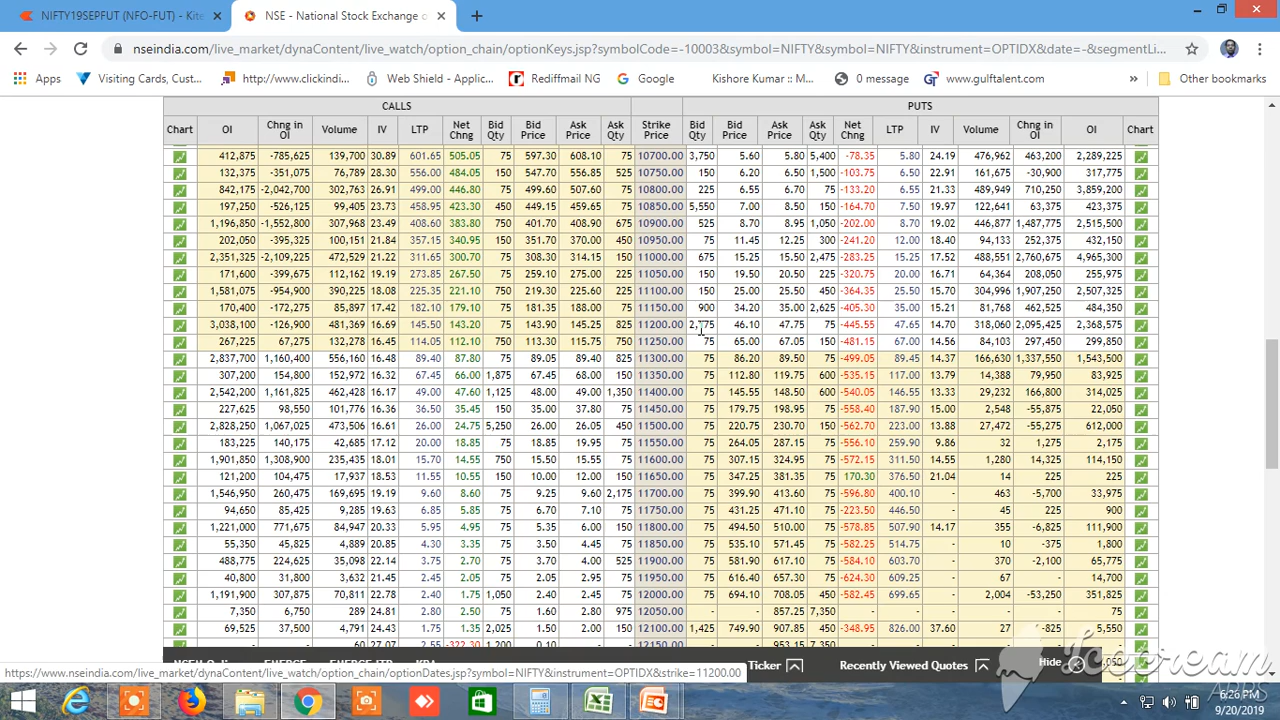 NIFTY19SEPFUT (NFO-FUT) - Kite
NSE - National Stock Exchange o
nseindia.com/live_market/dynaContent/live_watch/option_chain/optionKeys.jsp?symbolCode=-10003&symbol=NIFTY&symbol=NIFTY&instrument=OPTIDX&date=-&segmentLi...
Apps Visiting Cards, Cust... http://www.clickindi... Web Shield - Applic... Rediffmail NG Google Kishore Kumar :: M... 0 message www.gulftalent.com » Other bookmarks
CALLS PUTS
Chart OI Chng in OI Volume IV LTP Net Chng Bid Qty Bid Price Ask Price Ask Qty Strike Price Bid Qty Bid Price Ask Price Ask Qty Net Chng LTP IV Volume Chng in OI OI Chart
412,875 -785,625 139,700 30.89 601.65 505.05 75 597.30 608.10 75 10700.00 3,750 5.60 5.80 5,400 -78.35 5.80 24.19 476,962 463,200 2,289,225
132,375 -351,075 76,789 28.30 556.00 484.05 150 547.70 556.85 525 10750.00 150 6.20 6.50 1,500 -103.75 6.50 22.91 161,675 -30,900 317,775
842,175 -2,042,700 302,763 26.91 499.00 446.80 75 499.60 507.60 75 10800.00 225 6.55 6.70 75 -133.20 6.55 21.33 489,949 710,250 3,859,200
197,250 -526,125 99,405 23.73 458.95 423.30 450 449.15 459.65 75 10850.00 5,550 7.00 8.50 150 -164.70 7.50 19.97 122,641 63,375 423,375
1,196,850 -1,552,800 307,968 23.49 408.60 383.80 75 401.70 408.90 675 10900.00 525 8.70 8.95 1,050 -202.00 8.70 19.02 446,877 1,487,775 2,515,500
202,050 -395,325 100,151 21.84 357.15 340.95 150 351.70 370.00 450 10950.00 75 11.45 12.25 300 -241.20 12.00 18.40 94,133 252,375 432,150
2,351,325 -2,109,225 472,529 21.22 311.65 300.70 75 308.30 314.15 150 11000.00 675 15.25 15.50 2,475 -283.25 15.25 17.52 488,551 2,760,675 4,965,300
171,600 -399,675 112,162 19.19 273.85 267.50 150 259.10 275.00 225 11050.00 150 19.50 20.50 225 -320.75 20.00 16.71 64,364 208,050 255,975
1,581,075 -954,900 390,225 18.08 225.35 221.10 150 219.30 225.60 225 11100.00 150 25.00 25.50 150 -364.35 25.50 15.70 304,996 1,907,250 2,507,325
170,400 -172,275 85,897 17.42 182.10 179.10 75 181.35 188.00 75 11150.00 900 34.20 35.00 2,625 -405.30 35.00 15.21 81,768 462,525 484,350
3,038,100 -126,900 481,369 16.69 145.50 143.20 75 143.90 145.25 825 11200.00 46.10 47.75 75 -445.55 47.65 14.70 318,060 2,095,425 2,368,575
267,225 67,075 132,278 16.45 114.05 112.10 75 113.30 115.75 750 11250.00 75 65.00 67.05 150 -481.15 67.00 14.56 84,103 297,450 299,850
2,837,700 1,160,400 556,160 16.48 89.40 87.80 75 89.05 89.40 825 11300.00 75 86.20 89.50 75 -499.05 89.45 14.37 166,630 1,337,550 1,543,500
307,200 154,800 152,972 16.32 67.45 66.00 1,875 67.45 68.00 150 11350.00 75 112.80 119.75 600 -535.15 117.00 13.79 14,388 79,950 83,925
2,542,200 1,161,825 462,428 16.17 49.00 47.60 1,125 48.00 49.00 1,350 11400.00 75 145.55 148.50 600 -540.05 146.55 13.33 29,232 166,800 314,025
227,625 98,550 101,776 16.36 36.50 35.45 150 35.00 37.80 75 11450.00 75 179.75 198.95 75 -558.40 187.90 15.00 2,548 -55,875 22,050
2,828,250 1,067,025 473,506 16.61 26.00 24.75 5,250 26.00 26.05 450 11500.00 75 220.75 230.70 150 -562.70 223.00 13.88 27,472 -55,275 612,000
183,225 140,175 42,685 17.12 20.00 18.85 75 18.85 19.95 75 11550.00 75 264.05 287.15 75 -556.10 259.90 9.86 32 1,275 2,175
1,901,850 1,308,900 235,435 18.01 15.70 14.55 750 15.50 15.55 75 11600.00 75 307.15 324.95 75 -572.15 311.50 14.55 1,280 14,325 114,150
121,200 104,475 17,937 18.53 11.55 10.55 150 10.00 12.00 150 11650.00 75 347.25 381.35 75 170.30 376.50 21.04 14 225 225
1,546,950 260,475 169,695 19.19 9.60 8.60 75 9.25 9.60 2,175 11700.00 75 399.90 413.60 75 -596.80 400.10 - 463 -5,700 33,975
94,650 85,425 9,285 19.63 6.85 5.85 75 6.70 7.10 75 11750.00 75 431.25 471.10 75 -223.50 446.50 - 45 225 900
1,221,000 771,675 84,947 20.33 5.95 4.95 75 5.35 6.00 150 11800.00 75 494.50 510.00 75 -578.85 507.90 14.17 355 -6,825 111,900
55,350 45,825 4,889 20.85 4.30 3.35 75 3.50 4.45 75 11850.00 75 535.10 571.45 75 -582.25 514.75 - 10 -375 1,800
488,775 224,625 35,098 22.14 3.75 2.70 75 3.75 4.00 525 11900.00 75 581.90 617.10 75 -584.10 603.70 - 370 -2,100 65,775
40,800 31,800 3,632 21.45 2.45 2.05 75 2.05 2.95 75 11950.00 75 616.40 657.30 75 -624.30 609.25 - 67 - 14,700
1,191,900 307,875 70,811 22.78 2.40 1.75 1,050 2.40 2.45 75 12000.00 75 694.10 708.05 450 -582.45 699.65 - 2,004 -53,250 351,825
7,350 6,750 289 24.81 2.80 2.50 75 1.60 2.80 975 12050.00 - - 857.25 7,350 - - - - - 75
69,525 37,500 4,791 24.43 1.75 1.35 2,025 1.50 2.00 150 12100.00 1,425 749.90 907.85 450 -348.95 826.00 37.60 27 -825 5,550
https://www.nseindia.com/live_market/dynaContent/live_watch/option_chain/optionDates.jsp?symbol=NIFTY&instrument=OPTIDX&strike=11200.00
Ticker Recently Viewed Quotes Hide
Apcpream
APPS
6:26 PM
9/20/2019